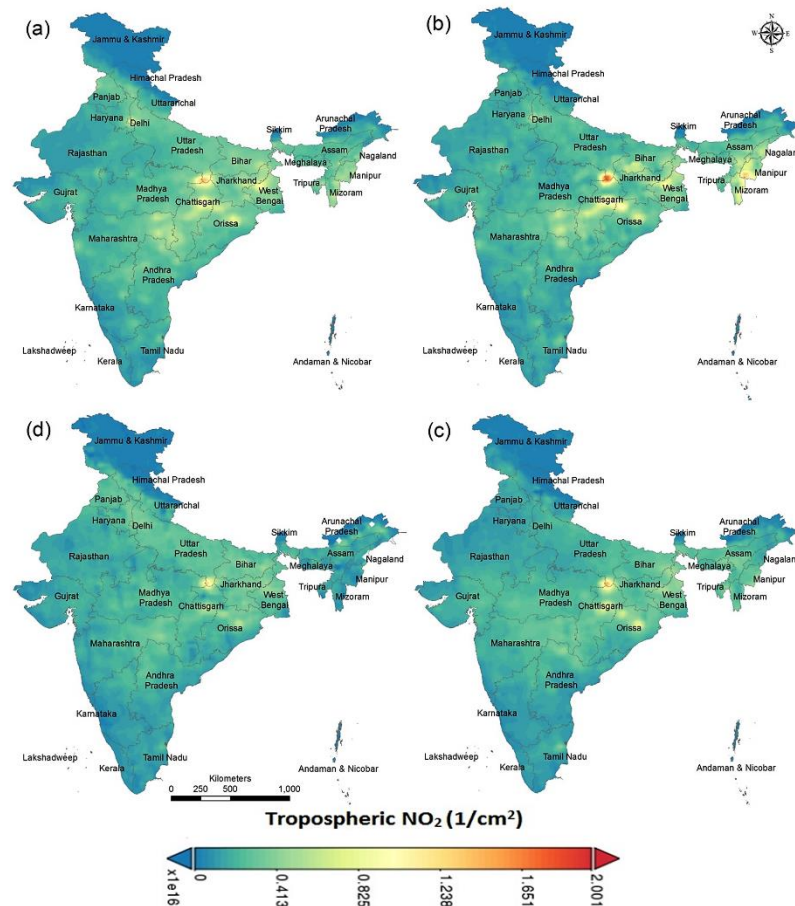 (a)
Jammu & Kashmir
Himachal Pradesh
Panjab
Uttaranchal
Haryana
Delhi
Sikkim
Arunachal
Pradesh
Rajasthan
Uttar
Pradesh
Assam
Nagaland
Bihar
Meghalaya
Manipur
Gujrat
Madhya
Pradesh
Jharkhand
West
Bengal
Tripura
Mizoram
Chattisgarh
Orissa
Maharashtra
Andhra
Pradesh
Karnataka
Lakshadweep
Kerala
Tamil Nadu
Andaman & Nicobar
(b)
N
W
E
S
Jammu & Kashmir
Himachal Pradesh
Panjab
Uttaranchal
Haryana
Delhi
Sikkim
Arunachal
Pradesh
Rajasthan
Uttar
Pradesh
Assam
Nagaland
Bihar
Meghalaya
Manipur
Gujrat
Madhya
Pradesh
Jharkhand
West
Bengal
Tripura
Mizoram
Chattisgarh
Orissa
Maharashtra
Andhra
Pradesh
Karnataka
Lakshadweep
Kerala
Tamil Nadu
Andaman & Nicobar
(d)
Jammu & Kashmir
Himachal Pradesh
Panjab
Uttaranchal
Haryana
Delhi
Sikkim
Arunachal
Pradesh
Rajasthan
Uttar
Pradesh
Assam
Nagaland
Bihar
Meghalaya
Manipur
Gujrat
Madhya
Pradesh
Jharkhand
West
Bengal
Tripura
Mizoram
Chattisgarh
Orissa
Maharashtra
Andhra
Pradesh
Karnataka
Lakshadweep
Kerala
Tamil Nadu
Andaman & Nicobar
(c)
Jammu & Kashmir
Himachal Pradesh
Panjab
Uttaranchal
Haryana
Delhi
Sikkim
Arunachal
Pradesh
Rajasthan
Uttar
Pradesh
Assam
Nagaland
Bihar
Meghalaya
Manipur
Gujrat
Madhya
Pradesh
Jharkhand
West
Bengal
Tripura
Mizoram
Chattisgarh
Orissa
Maharashtra
Andhra
Pradesh
Karnataka
Lakshadweep
Kerala
Tamil Nadu
Andaman & Nicobar
Kilometers
0 250 500 1,000
Tropospheric NO₂ (1/cm²)
x1e16 0 0.413 0.825 1.238 1.651 2.001